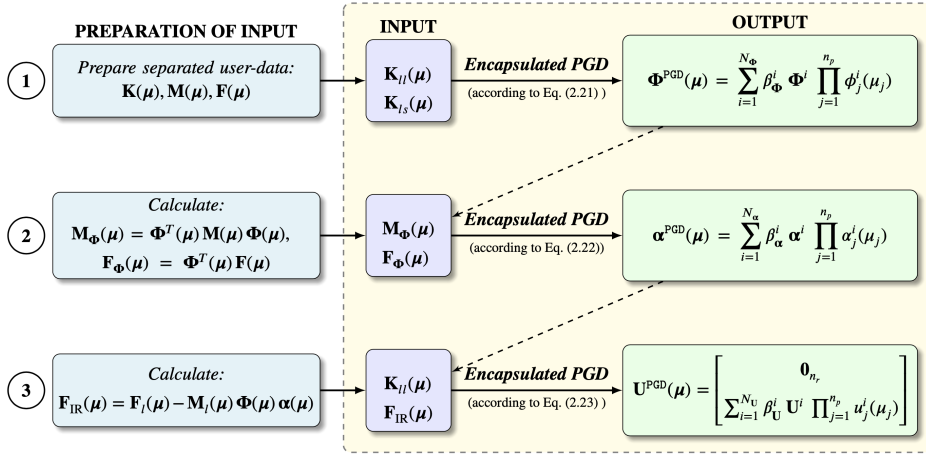 PREPARATION OF INPUT
INPUT
OUTPUT
1
Prepare separated user-data:
K(μ), M(μ), F(μ)
K_{ll}(μ)
K_{ls}(μ)
Encapsulated PGD
(according to Eq. (2.21) )
Φ^{PGD}(μ) = ∑_{i=1}^{N_Φ} β_Φ^i Φ^i ∏_{j=1}^{n_p} ϕ_j^i(μ_j)
2
Calculate:
M_Φ(μ) = Φ^T(μ) M(μ) Φ(μ),
F_Φ(μ) = Φ^T(μ) F(μ)
M_Φ(μ)
F_Φ(μ)
Encapsulated PGD
(according to Eq. (2.22))
α^{PGD}(μ) = ∑_{i=1}^{N_α} β_α^i α^i ∏_{j=1}^{n_p} α_j^i(μ_j)
3
Calculate:
F_{IR}(μ) = F_l(μ) − M_l(μ) Φ(μ) α(μ)
K_{ll}(μ)
F_{IR}(μ)
Encapsulated PGD
(according to Eq. (2.23) )
U^{PGD}(μ) = [ 0_{n_r}
∑_{i=1}^{N_U} β_U^i U^i ∏_{j=1}^{n_p} u_j^i(μ_j) ]